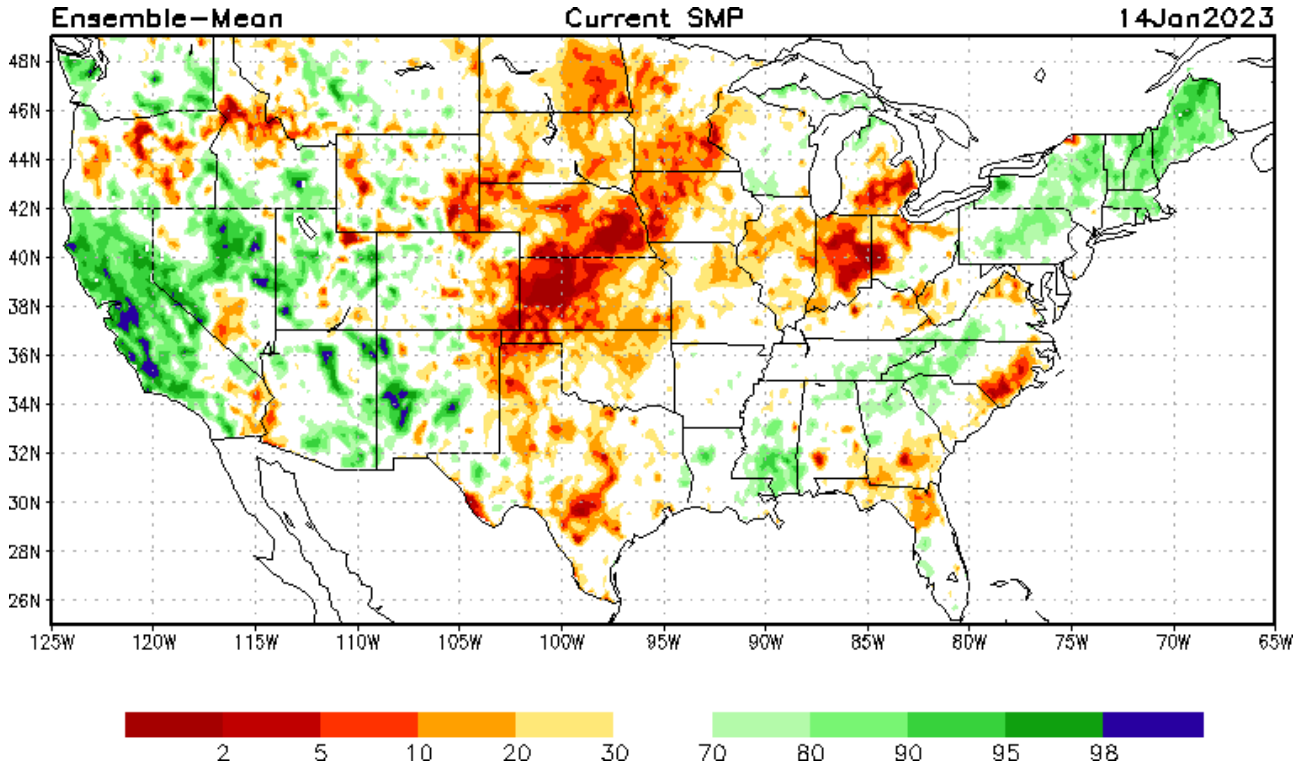 Ensemble-Mean Current SMP 14Jan2023
48N
46N
44N
42N
40N
38N
36N
34N
32N
30N
28N
26N
125W 120W 115W 110W 105W 100W 95W 90W 85W 80W 75W 70W 65W
2 5 10 20 30 70 80 90 95 98